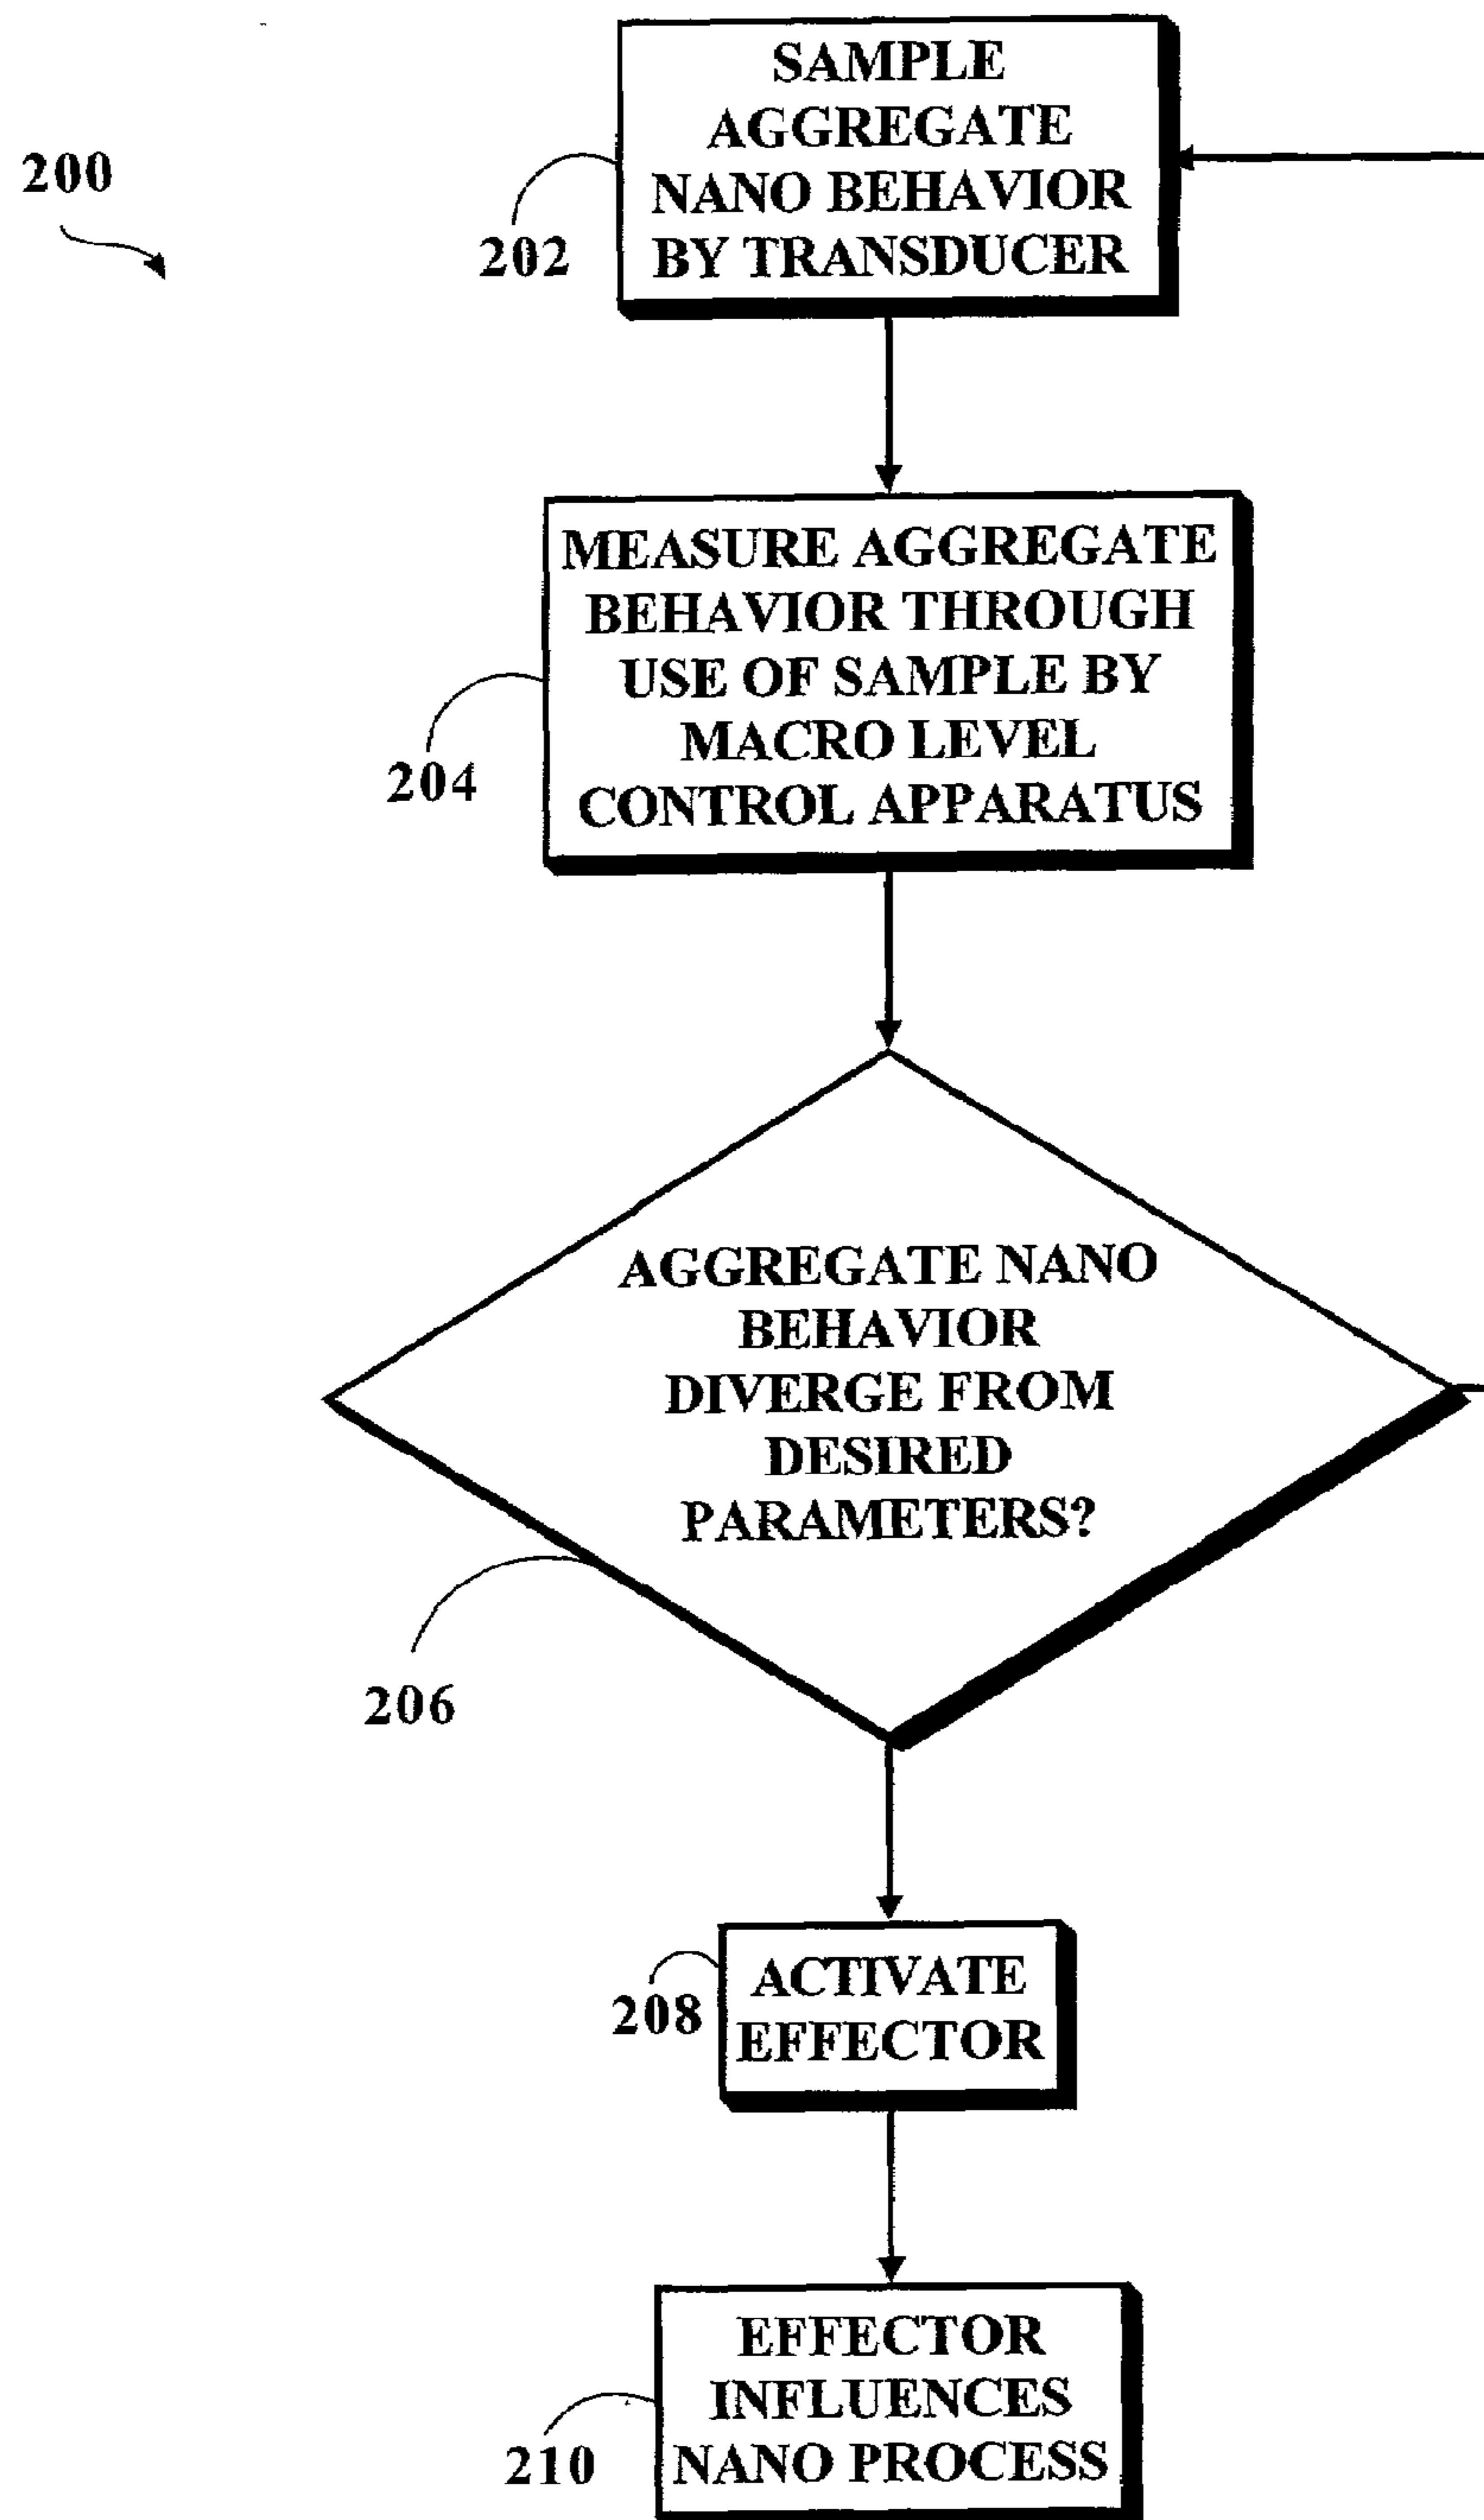 200
SAMPLE
AGGREGATE
NANO BEHAVIOR
BY TRANSDUCER
202
MEASURE AGGREGATE
BEHAVIOR THROUGH
USE OF SAMPLE BY
MACRO LEVEL
CONTROL APPARATUS
204
AGGREGATE NANO
BEHAVIOR
DIVERGE FROM
DESIRED
PARAMETERS?
206
ACTIVATE
EFFECTOR
208
EFFECTOR
INFLUENCES
NANO PROCESS
210